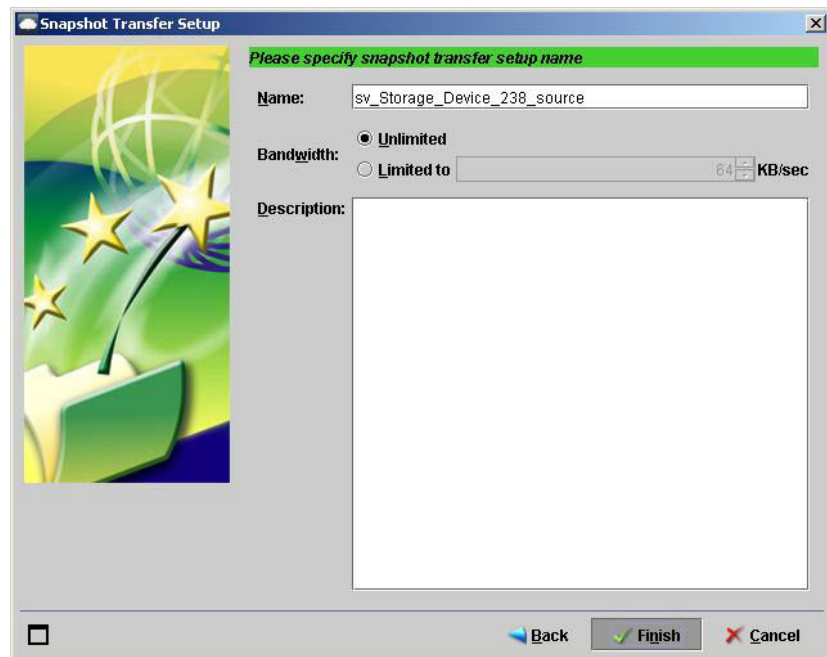 Snapshot Transfer Setup
Please specify snapshot transfer setup name
Name: sv_Storage_Device_238_source
Bandwidth: Unlimited
Limited to 64 KB/sec
Description:
Back Finish Cancel